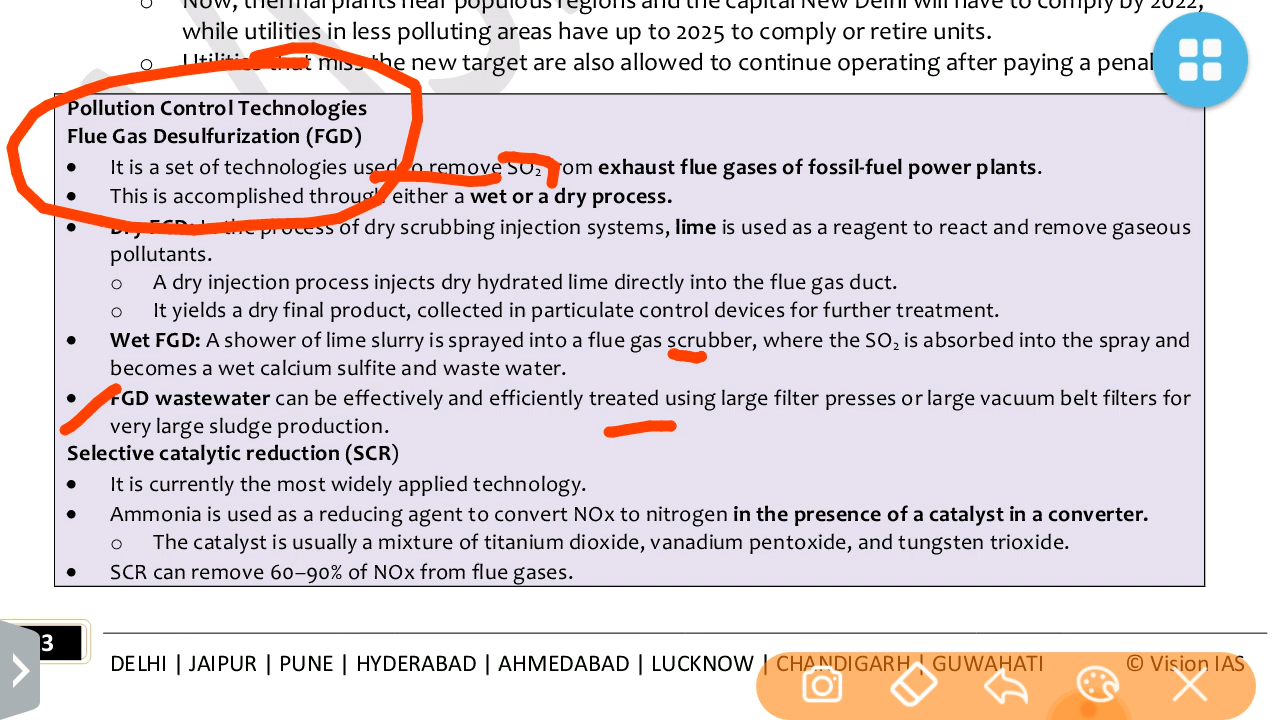 Now, thermal plants near populous regions and the capital New Delhi will have to comply by 2022,
while utilities in less polluting areas have up to 2025 to comply or retire units.
o Utilities that miss the new target are also allowed to continue operating after paying a penal
Pollution Control Technologies
Flue Gas Desulfurization (FGD)
• It is a set of technologies used to remove SO₂ from exhaust flue gases of fossil-fuel power plants.
• This is accomplished through either a wet or a dry process.
• Dry FGD: In the process of dry scrubbing injection systems, lime is used as a reagent to react and remove gaseous
pollutants.
o A dry injection process injects dry hydrated lime directly into the flue gas duct.
o It yields a dry final product, collected in particulate control devices for further treatment.
• Wet FGD: A shower of lime slurry is sprayed into a flue gas scrubber, where the SO₂ is absorbed into the spray and
becomes a wet calcium sulfite and waste water.
• FGD wastewater can be effectively and efficiently treated using large filter presses or large vacuum belt filters for
very large sludge production.
Selective catalytic reduction (SCR)
• It is currently the most widely applied technology.
• Ammonia is used as a reducing agent to convert NOx to nitrogen in the presence of a catalyst in a converter.
o The catalyst is usually a mixture of titanium dioxide, vanadium pentoxide, and tungsten trioxide.
• SCR can remove 60–90% of NOx from flue gases.
3
DELHI | JAIPUR | PUNE | HYDERABAD | AHMEDABAD | LUCKNOW | CHANDIGARH | GUWAHATI © Vision IAS